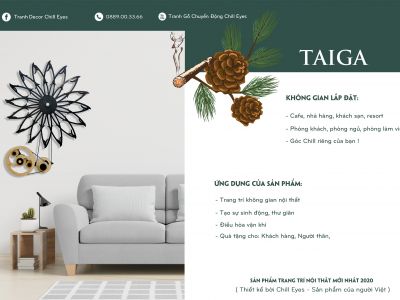 Tranh Decor Chill Eyes
0889.00.33.66
Tranh Gỗ Chuyển Động Chill Eyes
TAIGA
KHÔNG GIAN LẮP ĐẶT:
- Cafe, nhà hàng, khách sạn, resort
- Phòng khách, phòng ngủ, phòng làm vi
- Góc Chill riêng của bạn !
ỨNG DỤNG CỦA SẢN PHẨM:
- Trang trí không gian nội thất
- Tạo sự sinh động, thư giãn
- Điều hòa vận khí
- Quà tặng cho: Khách hàng, Người thân,
SẢN PHẨM TRANG TRÍ NỘI THẤT MỚI NHẤT 2020
( Thiết kế bởi Chill Eyes - Sản phẩm của người Việt )